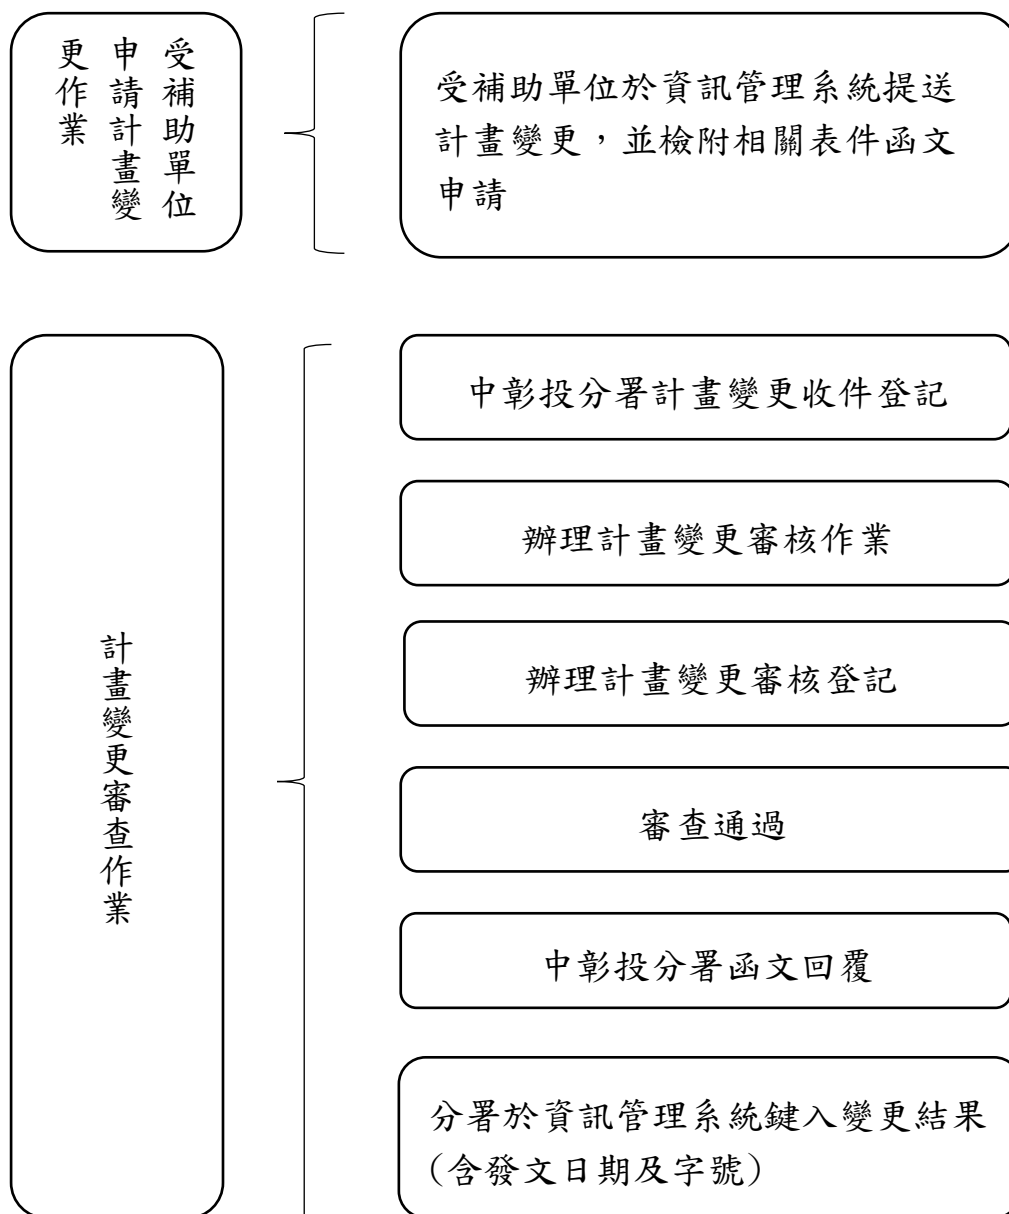 受補助單位
申請計畫變
更作業
受補助單位於資訊管理系統提送
計畫變更，並檢附相關表件函文
申請
計畫變更審查作業
中彰投分署計畫變更收件登記
辦理計畫變更審核作業
辦理計畫變更審核登記
審查通過
中彰投分署函文回覆
分署於資訊管理系統鍵入變更結果
(含發文日期及字號)